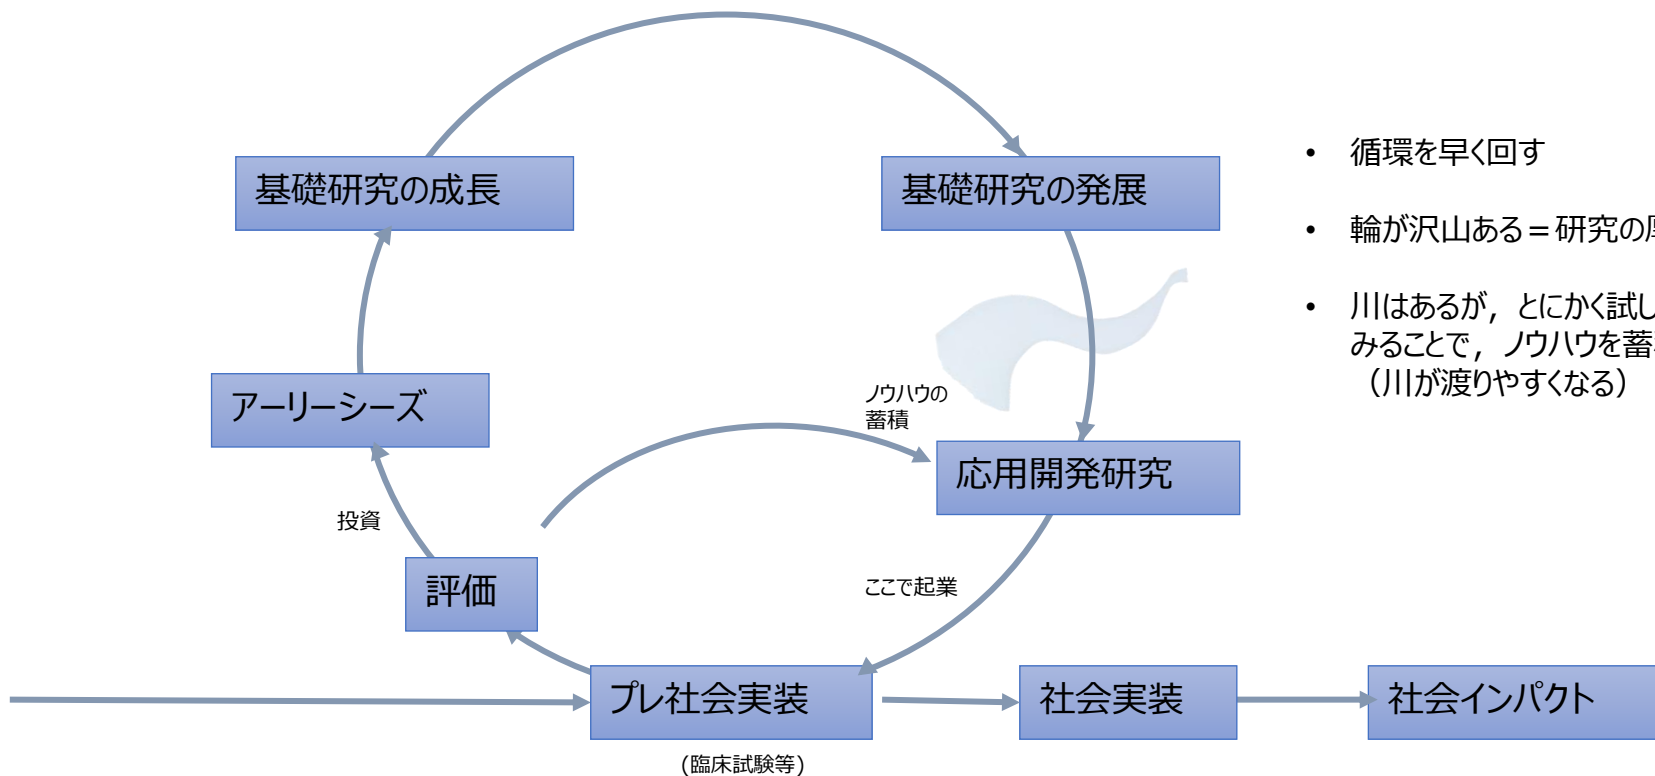 基礎研究の成長
基礎研究の発展
アーリーシーズ
ノウハウの
蓄積
応用開発研究
投資
評価
ここで起業
プレ社会実装
(臨床試験等)
社会実装
社会インパクト
• 循環を早く回す
• 輪が沢山ある=研究の
• 川はあるが，とにかく試し
みることで，ノウハウを蓄
（川が渡りやすくなる）